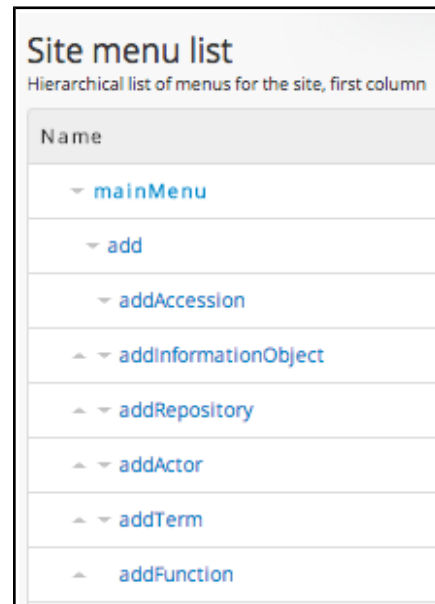 Site menu list
Hierarchical list of menus for the site, first column
Name
mainMenu
add
addAccession
addInformationObject
addRepository
addActor
addTerm
addFunction